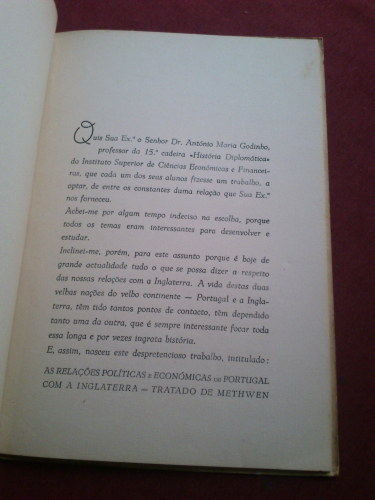 Quis Sua Ex.ª o Senhor Dr. António Maria Godinho,
professor da 15.ª cadeira «História Diplomática»
do Instituto Superior de Ciências Económicas e Financei-
ras, que cada um dos seus alunos fizesse um trabalho, a
optar, de entre os constantes duma relação que Sua Ex.ª
nos forneceu.
Achei-me por algum tempo indeciso na escolha, porque
todos os temas eram interessantes para desenvolver e
estudar.
Inclinei-me, porém, para este assunto porque é hoje de
grande actualidade tudo o que se possa dizer a respeito
das nossas relações com a Inglaterra. A vida destas duas
velhas nações do velho continente — Portugal e a Ingla-
terra, têm tido tantos pontos de contacto, têm dependido
tanto uma da outra, que é sempre interessante focar toda
essa longa e por vezes ingrata história.
E, assim, nasceu este despretencioso trabalho, intitulado:
AS RELAÇÕES POLÍTICAS E ECONÓMICAS DE PORTUGAL
COM A INGLATERRA — TRATADO DE METHWEN